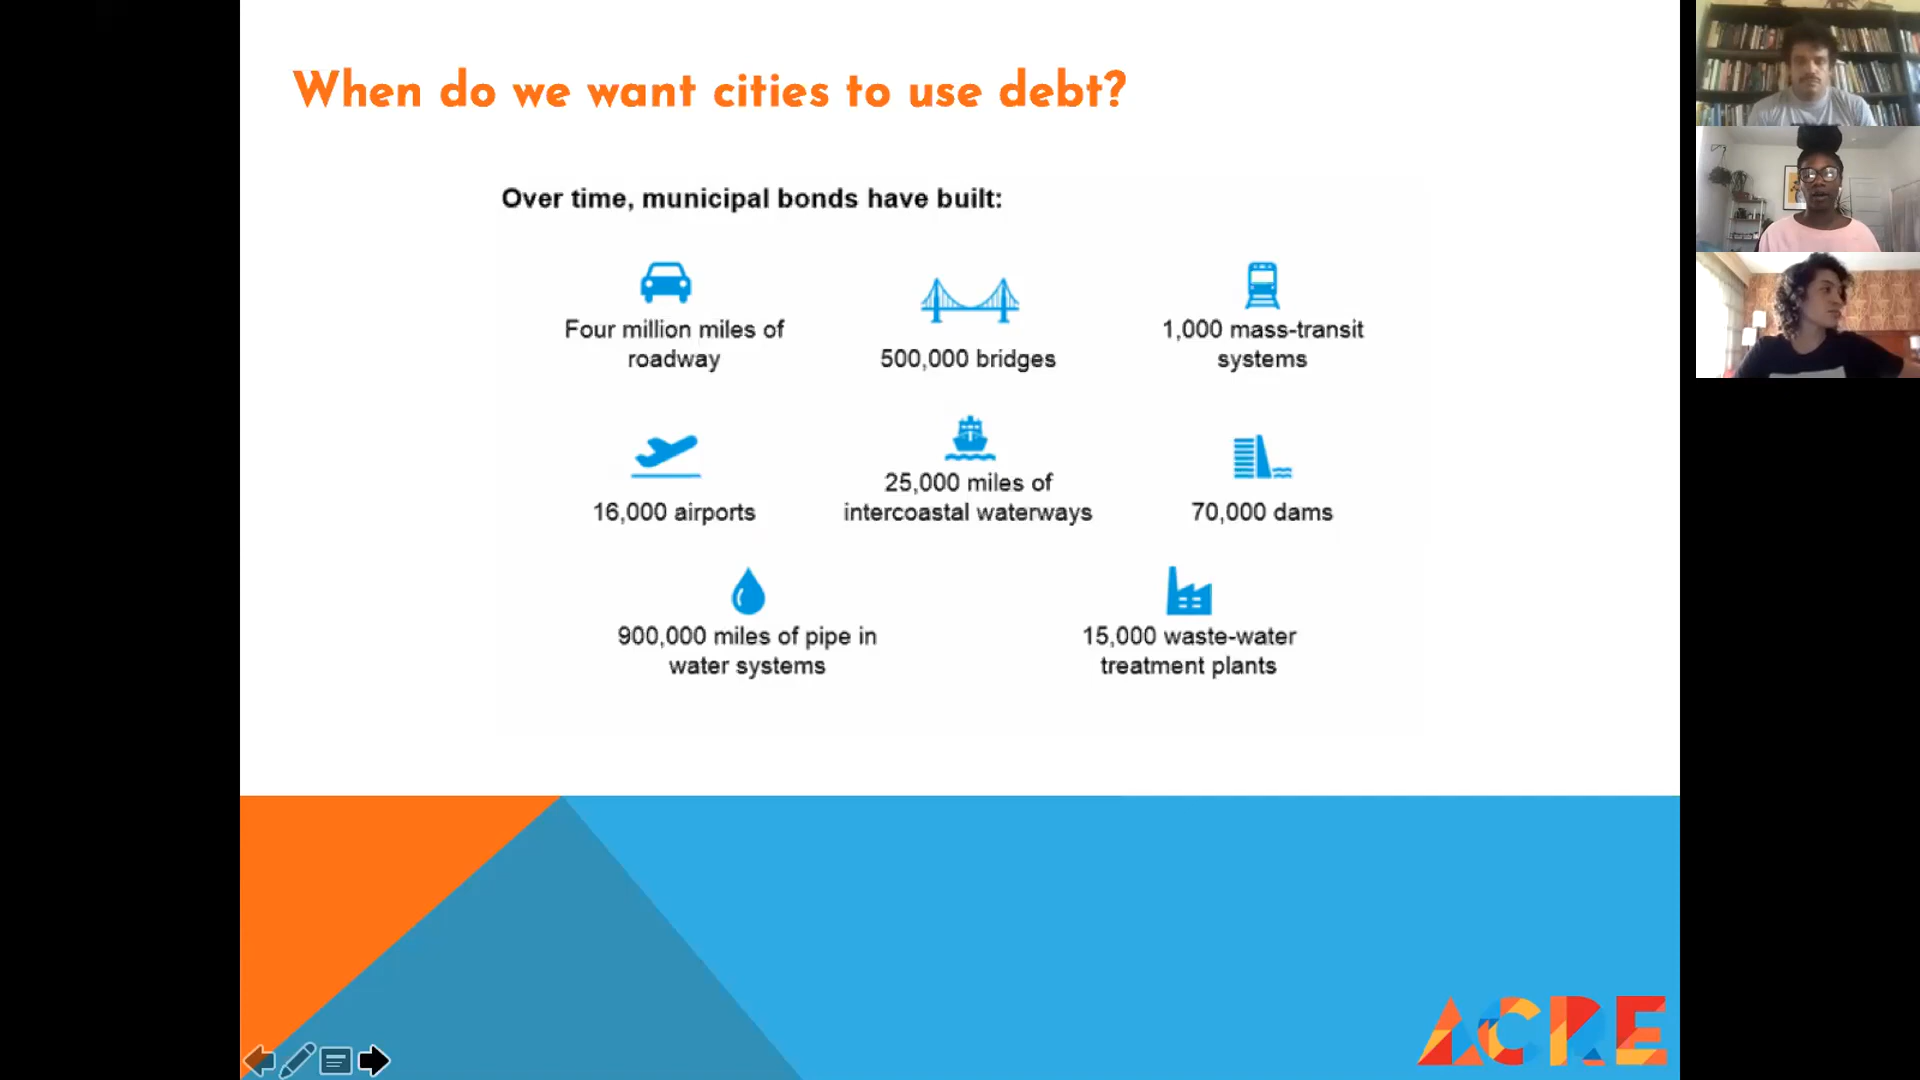 When do we want cities to use debt?
Over time, municipal bonds have built:
Four million miles of
roadway
500,000 bridges
1,000 mass-transit
systems
16,000 airports
25,000 miles of
intercoastal waterways
70,000 dams
900,000 miles of pipe in
water systems
15,000 waste-water
treatment plants
ACRE